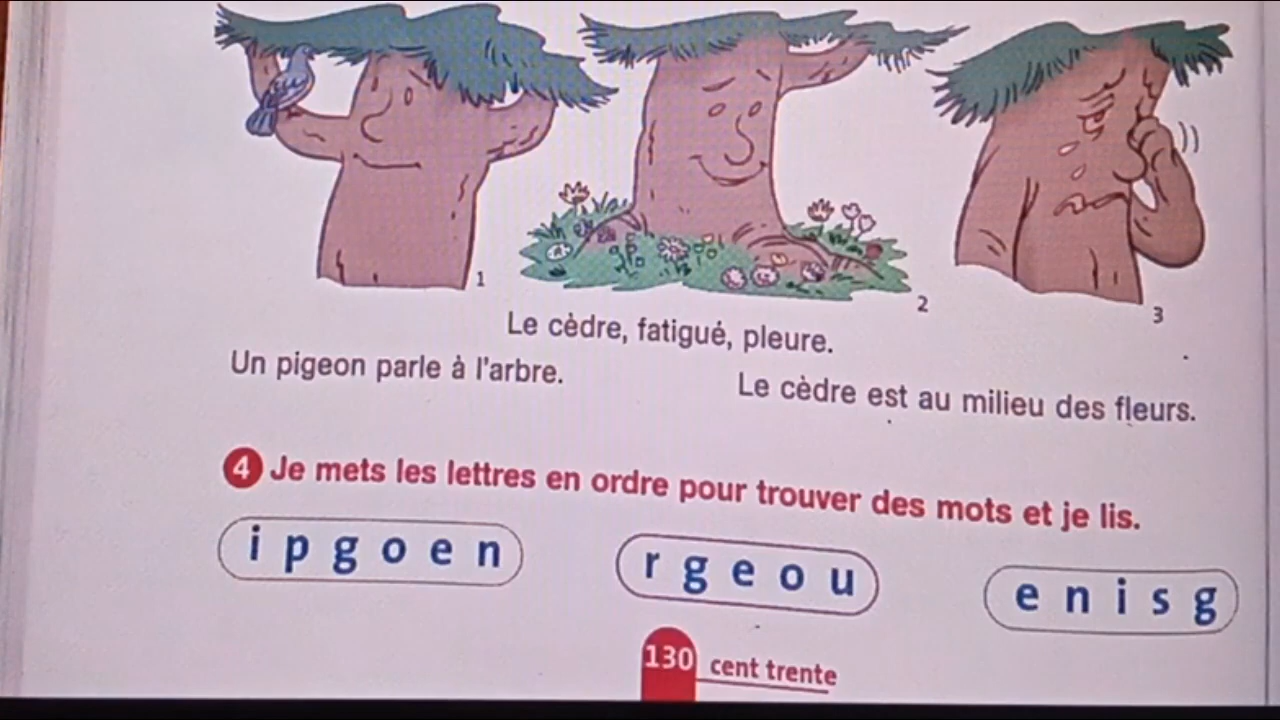 1
2
3
Le cèdre, fatigué, pleure.
Un pigeon parle à l'arbre.
Le cèdre est au milieu des fleurs.
4 Je mets les lettres en ordre pour trouver des mots et je lis.
i p g o e n
r g e o u
e n i s g
130 cent trente